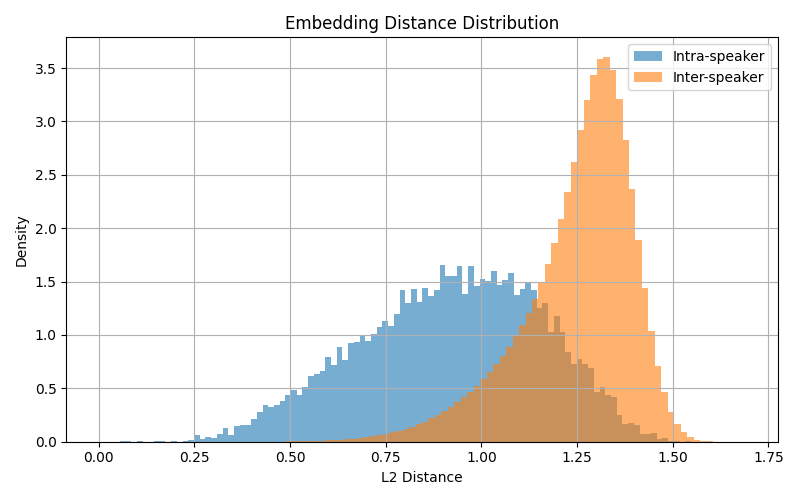 Embedding Distance Distribution
Intra-speaker
Inter-speaker
3.5
3.0
2.5
2.0
1.5
1.0
0.5
0.0
Density
0.00 0.25 0.50 0.75 1.00 1.25 1.50 1.75
L2 Distance